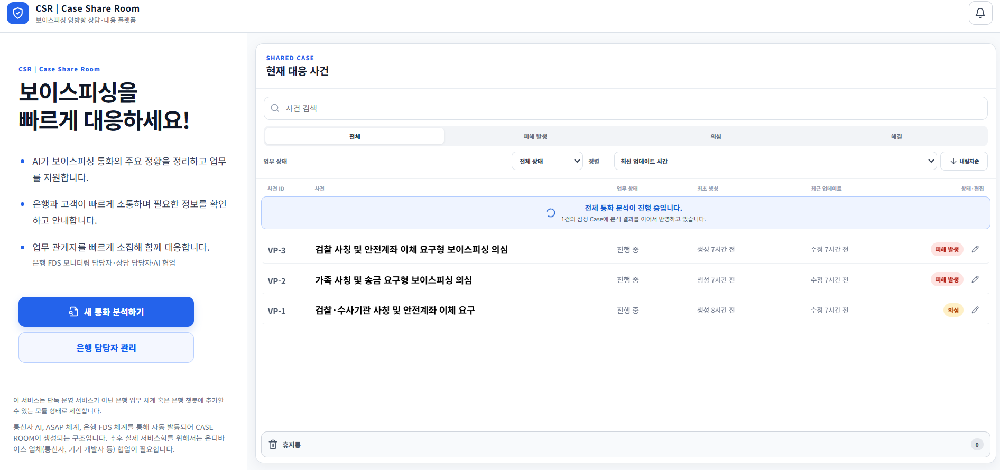 CSR | Case Share Room
보이스피싱 양방향 상담·대응 플랫폼
CSR | Case Share Room
보이스피싱을
빠르게 대응하세요!
AI가 보이스피싱 통화의 주요 정황을 정리하고 업무
를 지원합니다.
은행과 고객이 빠르게 소통하며 필요한 정보를 확인
하고 안내합니다.
업무 관계자를 빠르게 소집해 함께 대응합니다.
은행 FDS 모니터링 담당자·상담 담당자·AI 협업
새 통화 분석하기
은행 담당자 관리
이 서비스는 단독 운영 서비스가 아닌 은행 업무 체계 혹은 은행 챗봇에 추가할
수 있는 모듈 형태로 제안합니다.
통신사 AI, ASAP 체계, 은행 FDS 체계를 통해 자동 발동되어 CASE
ROOM이 생성되는 구조입니다. 추후 실제 서비스화를 위해서는 온디바
이스 업체(통신사, 기기 개발사 등) 협업이 필요합니다.
SHARED CASE
현재 대응 사건
사건 검색
전체 피해 발생 의심 해결
업무 상태 전체 상태 정렬 최신 업데이트 시간 내림차순
사건 ID 사건 업무 상태 최초 생성 최근 업데이트 상태·편집
전체 통화 분석이 진행 중입니다.
1건의 잠정 Case에 분석 결과를 이어서 반영하고 있습니다.
VP-3 검찰 사칭 및 안전계좌 이체 요구형 보이스피싱 의심 진행 중 생성 7시간 전 수정 7시간 전 피해 발생
VP-2 가족 사칭 및 송금 요구형 보이스피싱 의심 진행 중 생성 7시간 전 수정 7시간 전 피해 발생
VP-1 검찰·수사기관 사칭 및 안전계좌 이체 요구 진행 중 생성 8시간 전 수정 7시간 전 의심
휴지통 0